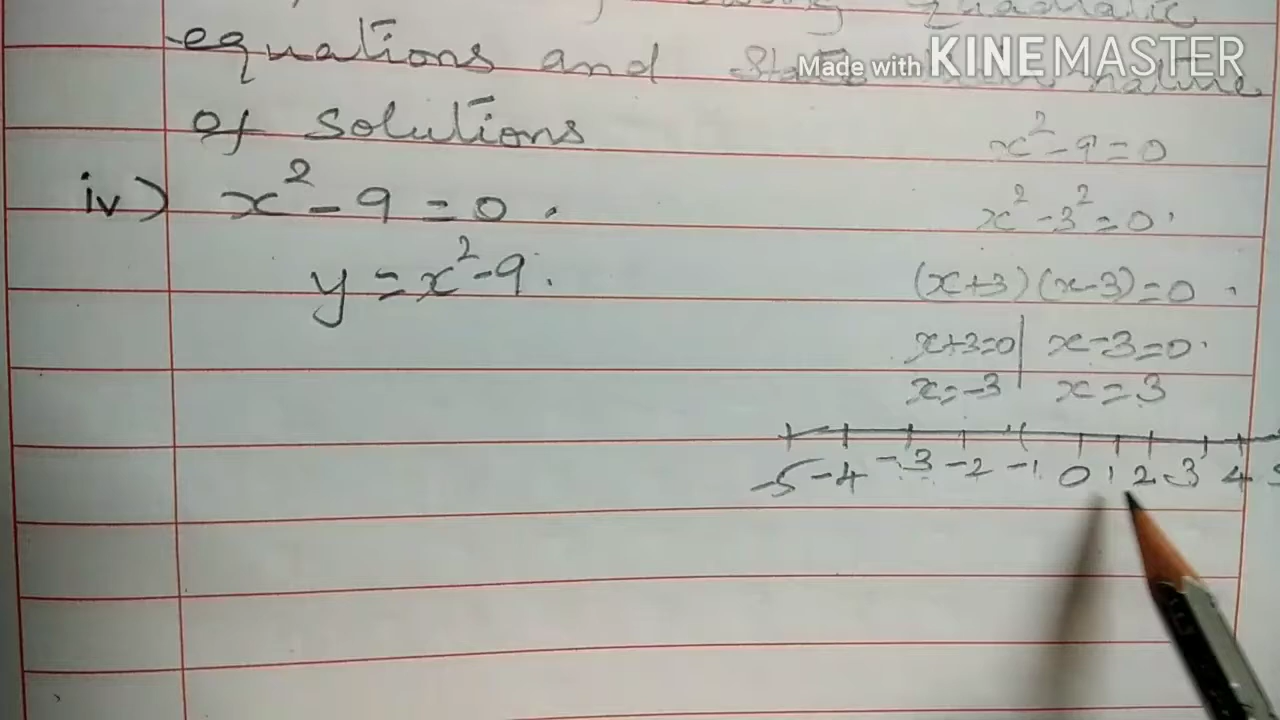 Quadratic
equations and nature
of solutions
iv) x² - 9 = 0 .
y = x² - 9 .
Made with KINEMASTER
x² - 9 = 0
x² - 3² = 0 .
(x+3) (x-3) = 0 .
x+3=0 | x-3=0 .
x=-3 | x=3
-5 -4 -3 -2 -1 0 1 2 3 4